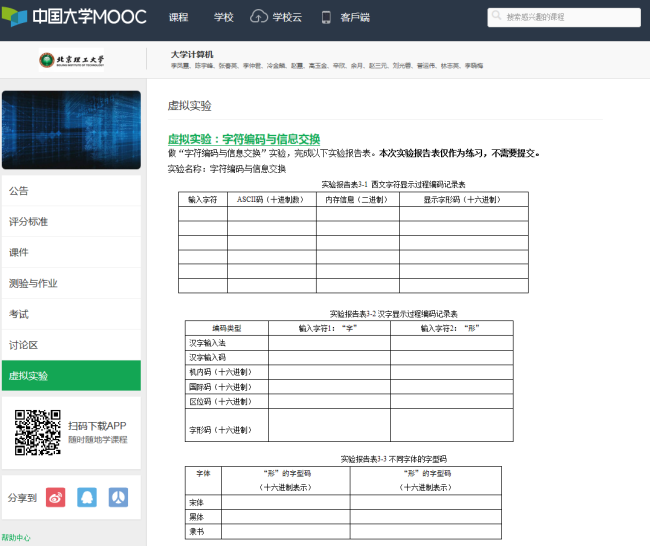 中国大学MOOC 课程 学校 学校云 客户端 搜索感兴趣的课程
北京理工大学
BEIJING INSTITUTE OF TECHNOLOGY
大学计算机
李凤霞、陈宇峰、张春英、李仲君、冷金麟、赵、高玉金、余月、赵三元、刘光蓉、曾运伟、林志英
虚拟实验
虚拟实验：字符编码与信息交换
做“字符编码与信息交换”实验，完成以下实验报告表。本次实验报告表仅作为练习，不需要提交。
实验名称：字符编码与信息交换
实验报告表3-1 西文字符显示过程编码记录表
输入字符 ASCII码（十进制数） 内存信息（二进制） 显示字形码（十六进制）
实验报告表3-2 汉字显示过程编码记录表
编码类型 输入字符1：“字” 输入字符2：“形”
汉字输入法
汉字输入码
机内码（十六进制）
国际码（十六进制）
区位码（十六进制）
字形码（十六进制）
实验报告表3-3 不同字体的字型码
字体 “形”的字型码 “形”的字型码
（十六进制表示） （十六进制表示）
宋体
黑体
隶书
公告
评分标准
课件
测验与作业
考试
讨论区
虚拟实验
扫码下载APP
随时随地学课程
分享到
帮助中心